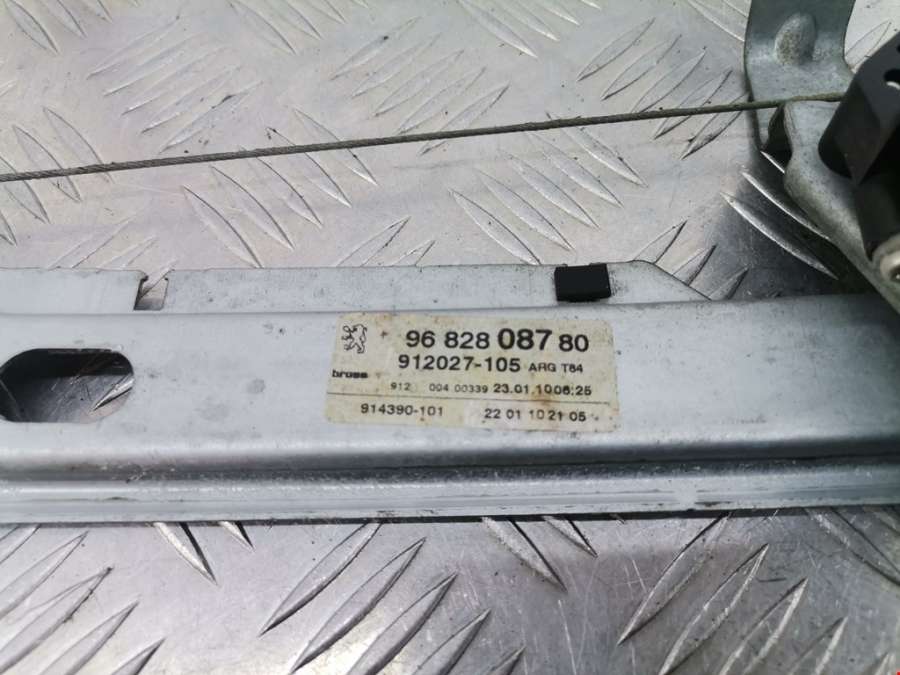 96 828 087 80
912027-105 ARG T84
brose
912 004 00339 23.01.10 06:25
914390-101 22 01 10 21 05